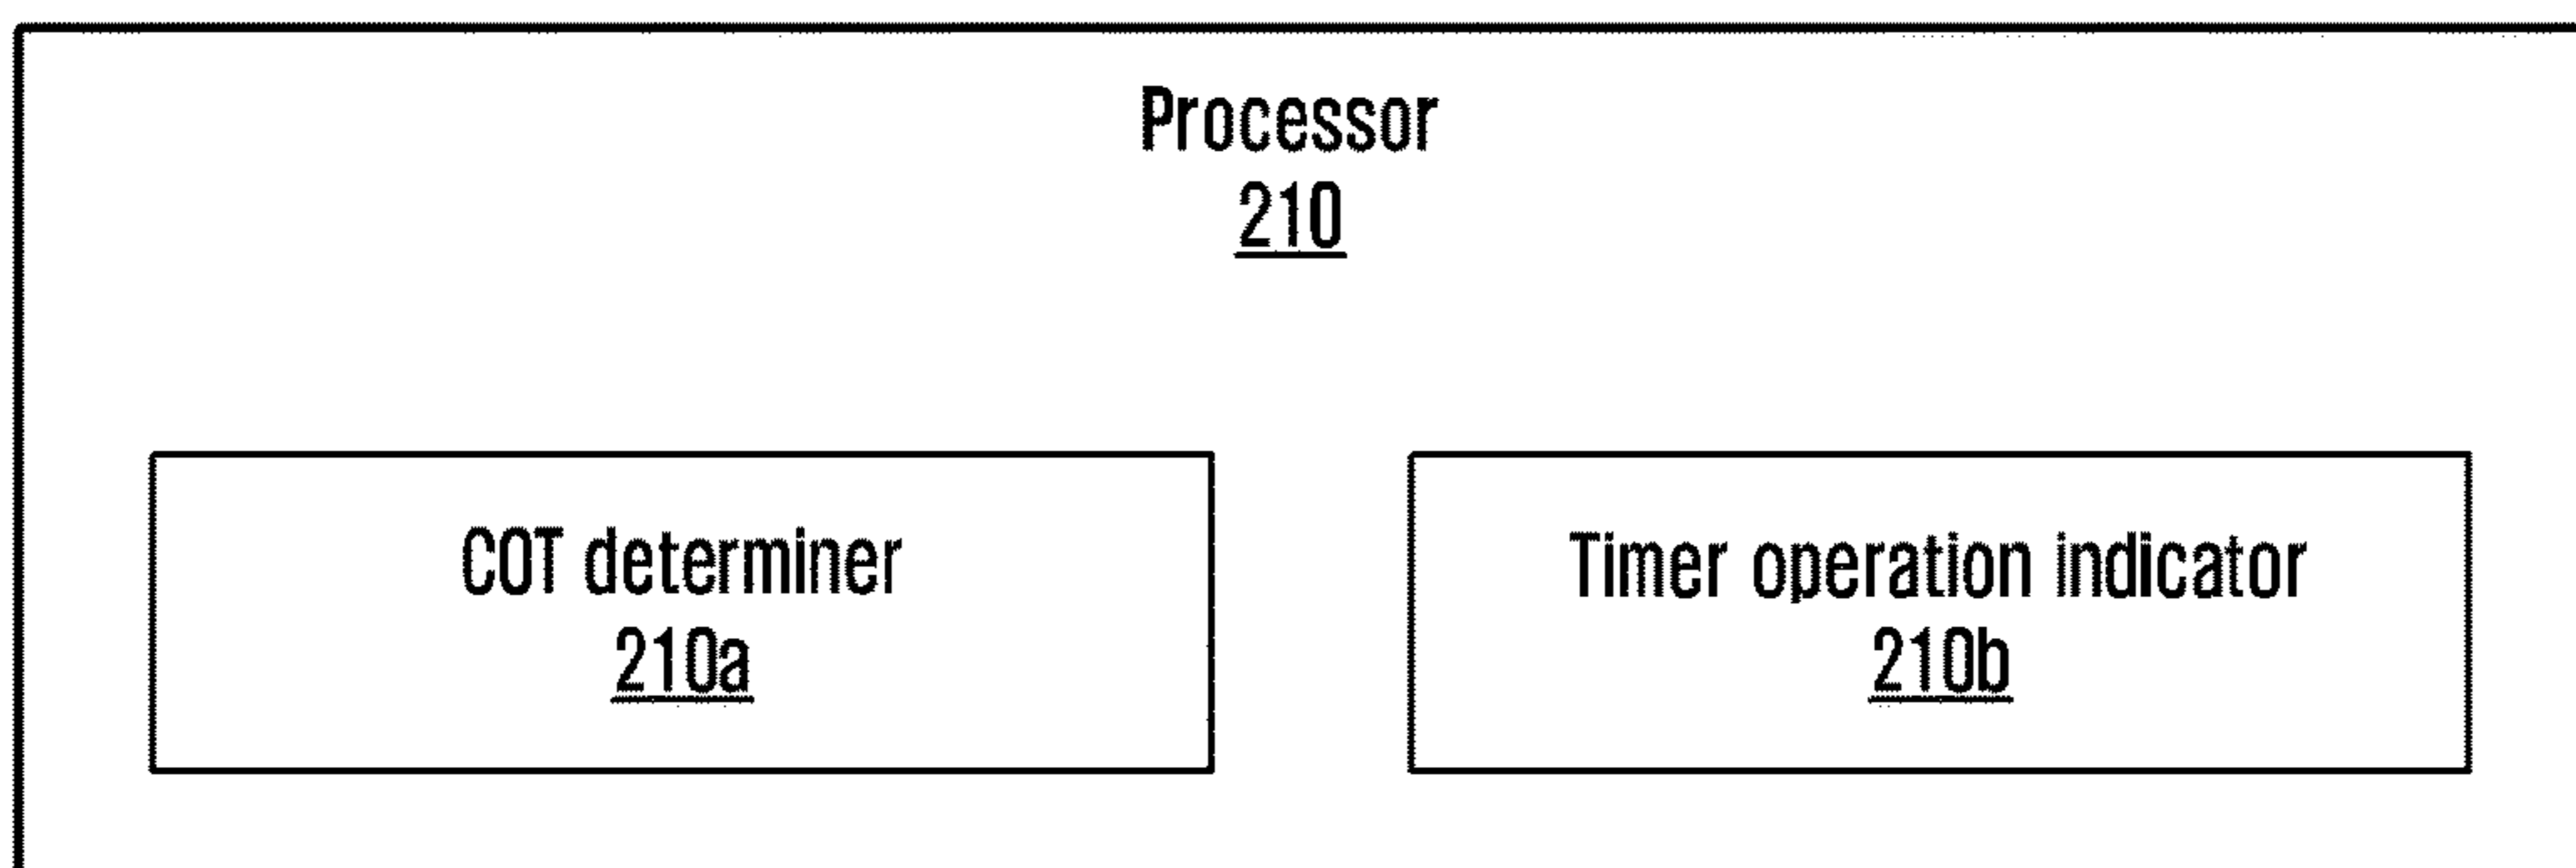 Processor
210
COT determiner
210a
Timer operation indicator
210b